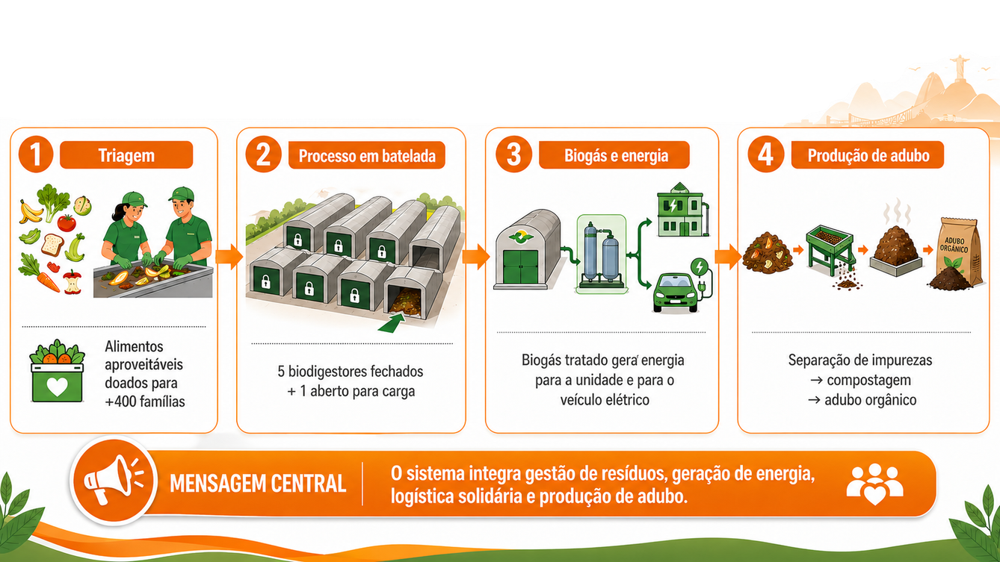 1
Triagem
Alimentos
aproveitáveis
doados para
+400 famílias
2
Processo em batelada
5 biodigestores fechados
+ 1 aberto para carga
3
Biogás e energia
Biogás tratado gera energia
para a unidade e para o
veículo elétrico
4
Produção de adubo
ADUBO
ORGÂNICO
Separação de impurezas
→ compostagem
→ adubo orgânico
MENSAGEM CENTRAL
O sistema integra gestão de resíduos, geração de energia,
logística solidária e produção de adubo.